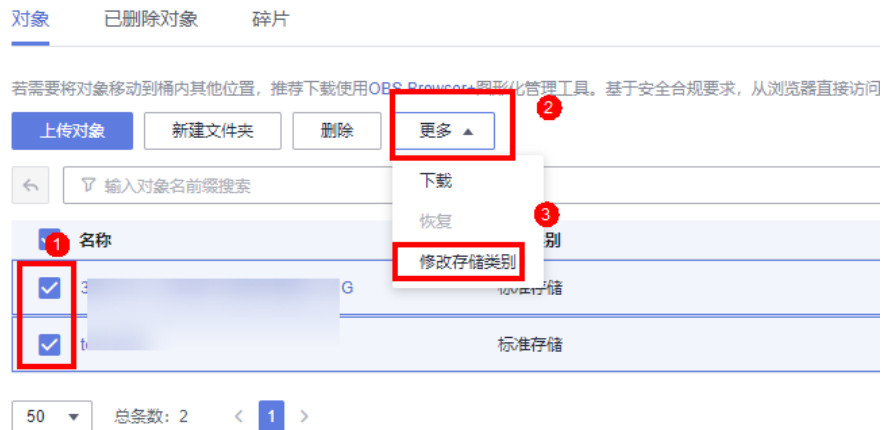 对象 已删除对象 碎片
若需要将对象移动到桶内其他位置，推荐下载使用OBS Browser+图形化管理工具。基于安全合规要求，从浏览器直接访问
2
上传对象 新建文件夹 删除 更多
输入对象名前缀搜索
下载
恢复
3
修改存储类别
1 名称 别
3 G 标准存储
t 标准存储
50 总条数: 2 < 1 >